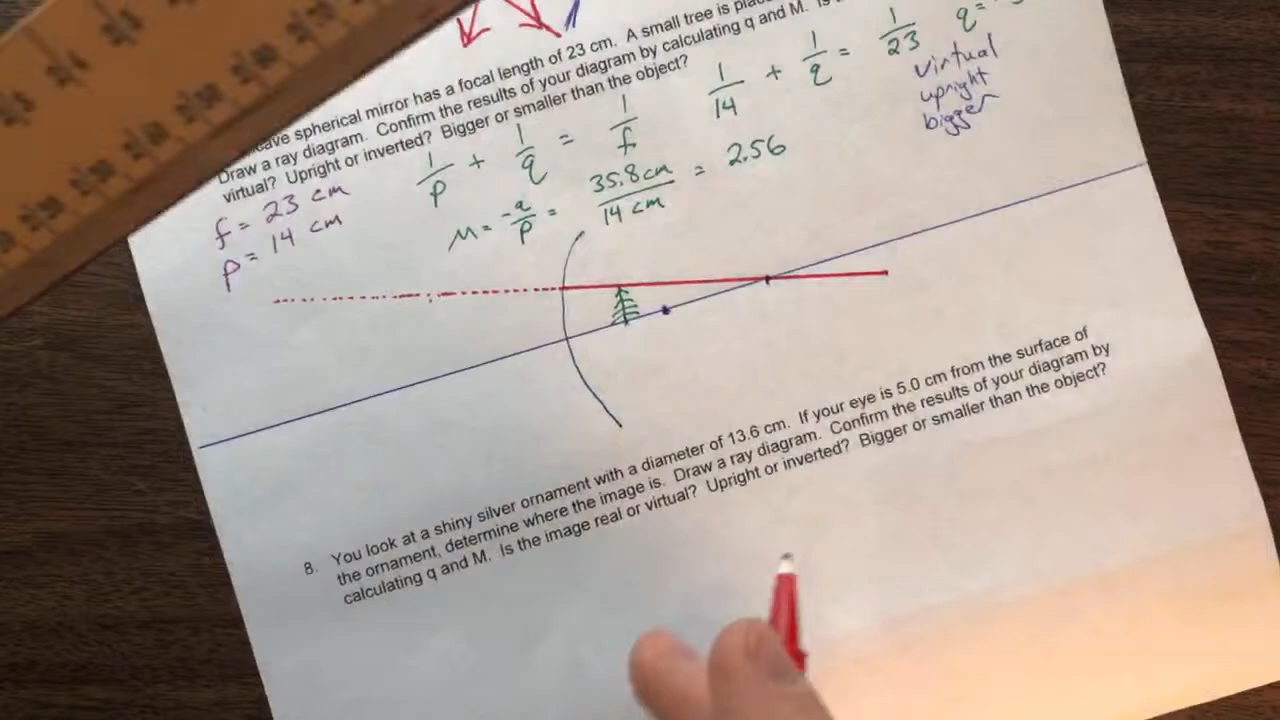 spherical mirror has a focal length of 23 cm. A small tree is
Draw a ray diagram. Confirm the results of your diagram by calculating q and M.
virtual? Upright or inverted? Bigger or smaller than the object?
f = 23 cm
p = 14 cm
1/p + 1/q = 1/f
1/14 + 1/q = 1/23
q =
virtual
upright
bigger
M = -q/p = 35.8 cm/14 cm = 2.56
8. You look at a shiny silver ornament with a diameter of 13.6 cm. If your eye is 5.0 cm from the surface of
the ornament, determine where the image is. Draw a ray diagram. Confirm the results of your diagram by
calculating q and M. Is the image real or virtual? Upright or inverted? Bigger or smaller than the object?